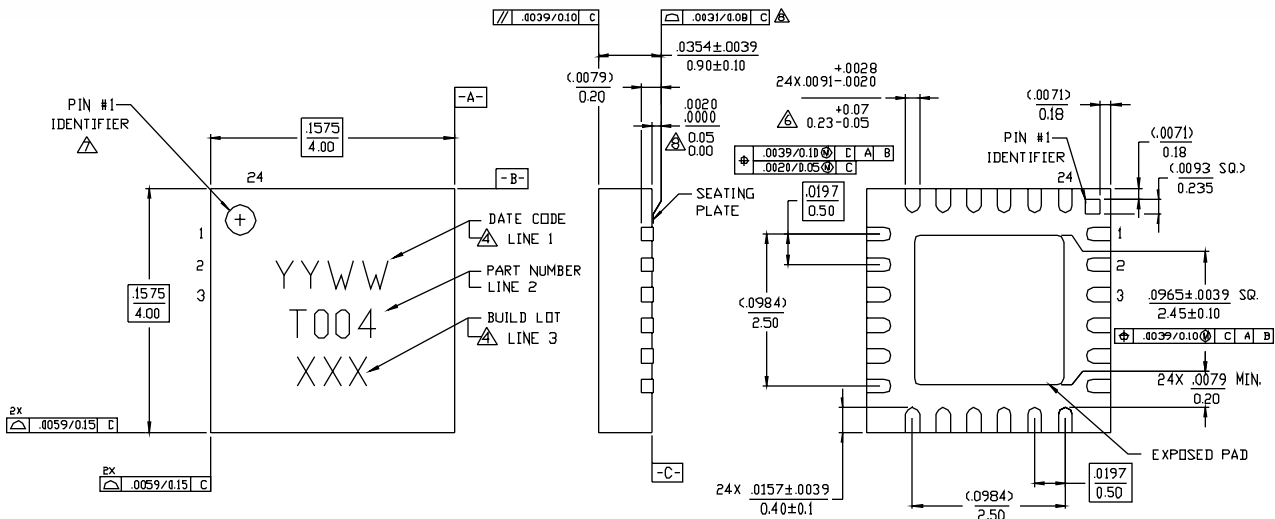 // .0039/0.10 C
⌓ .0031/0.08 C 8
.0354±.0039
0.90±0.10
(.0079)
0.20
.0020
.0000
8 0.05
0.00
+.0028
24X.0091-.0020
+0.07
6 0.23-0.05
⌖ .0039/0.10Ⓜ C A B
.0020/0.05Ⓜ C
.0197
0.50
(.0071)
0.18
PIN #1
IDENTIFIER
24
(.0071)
0.18
(.0093 SQ.)
0.235
PIN #1
IDENTIFIER
7
-A-
.1575
4.00
-B-
24
1
2
3
.1575
4.00
YYWW
T004
XXX
DATE CODE
4 LINE 1
PART NUMBER
LINE 2
BUILD LOT
4 LINE 3
2X
⌓ .0059/0.15 C
2X
⌓ .0059/0.15 C
SEATING
PLATE
-C-
(.0984)
2.50
1
2
3
.0965±.0039 SQ.
2.45±0.10
⌖ .0039/0.10Ⓜ C A B
24X .0079 MIN.
0.20
EXPOSED PAD
.0197
0.50
24X .0157±.0039
0.40±0.1
(.0984)
2.50